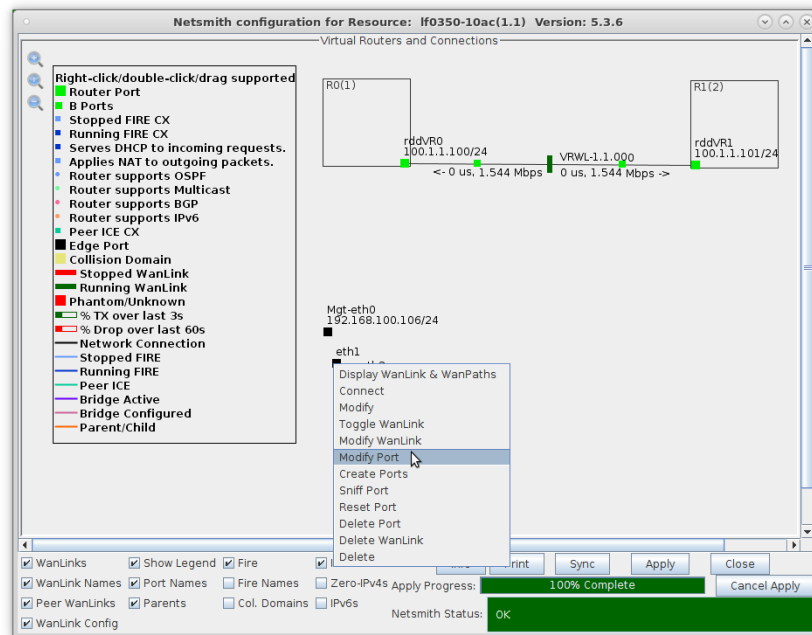 Netsmith configuration for Resource: lf0350-10ac(1.1) Version: 5.3.6
Virtual Routers and Connections
Right-click/double-click/drag supported
Router Port
B Ports
Stopped FIRE CX
Running FIRE CX
Serves DHCP to incoming requests.
Applies NAT to outgoing packets.
Router supports OSPF
Router supports Multicast
Router supports BGP
Router supports IPv6
Peer ICE CX
Edge Port
Collision Domain
Stopped WanLink
Running WanLink
Phantom/Unknown
% TX over last 3s
% Drop over last 60s
Network Connection
Stopped FIRE
Running FIRE
Peer ICE
Bridge Active
Bridge Configured
Parent/Child
R0(1)
R1(2)
rddVR0
100.1.1.100/24
VRWL-1.1.000
rddVR1
100.1.1.101/24
<- 0 us, 1.544 Mbps
0 us, 1.544 Mbps ->
Mgt-eth0
192.168.100.106/24
eth1
Display WanLink & WanPaths
Connect
Modify
Toggle WanLink
Modify WanLink
Modify Port
Create Ports
Sniff Port
Reset Port
Delete Port
Delete WanLink
Delete
WanLinks
Show Legend
Fire
Print
Sync
Apply
Close
WanLink Names
Port Names
Fire Names
Zero-IPv4s
Apply Progress:
100% Complete
Cancel Apply
Peer WanLinks
Parents
Col. Domains
IPv6s
Netsmith Status:
OK
WanLink Config